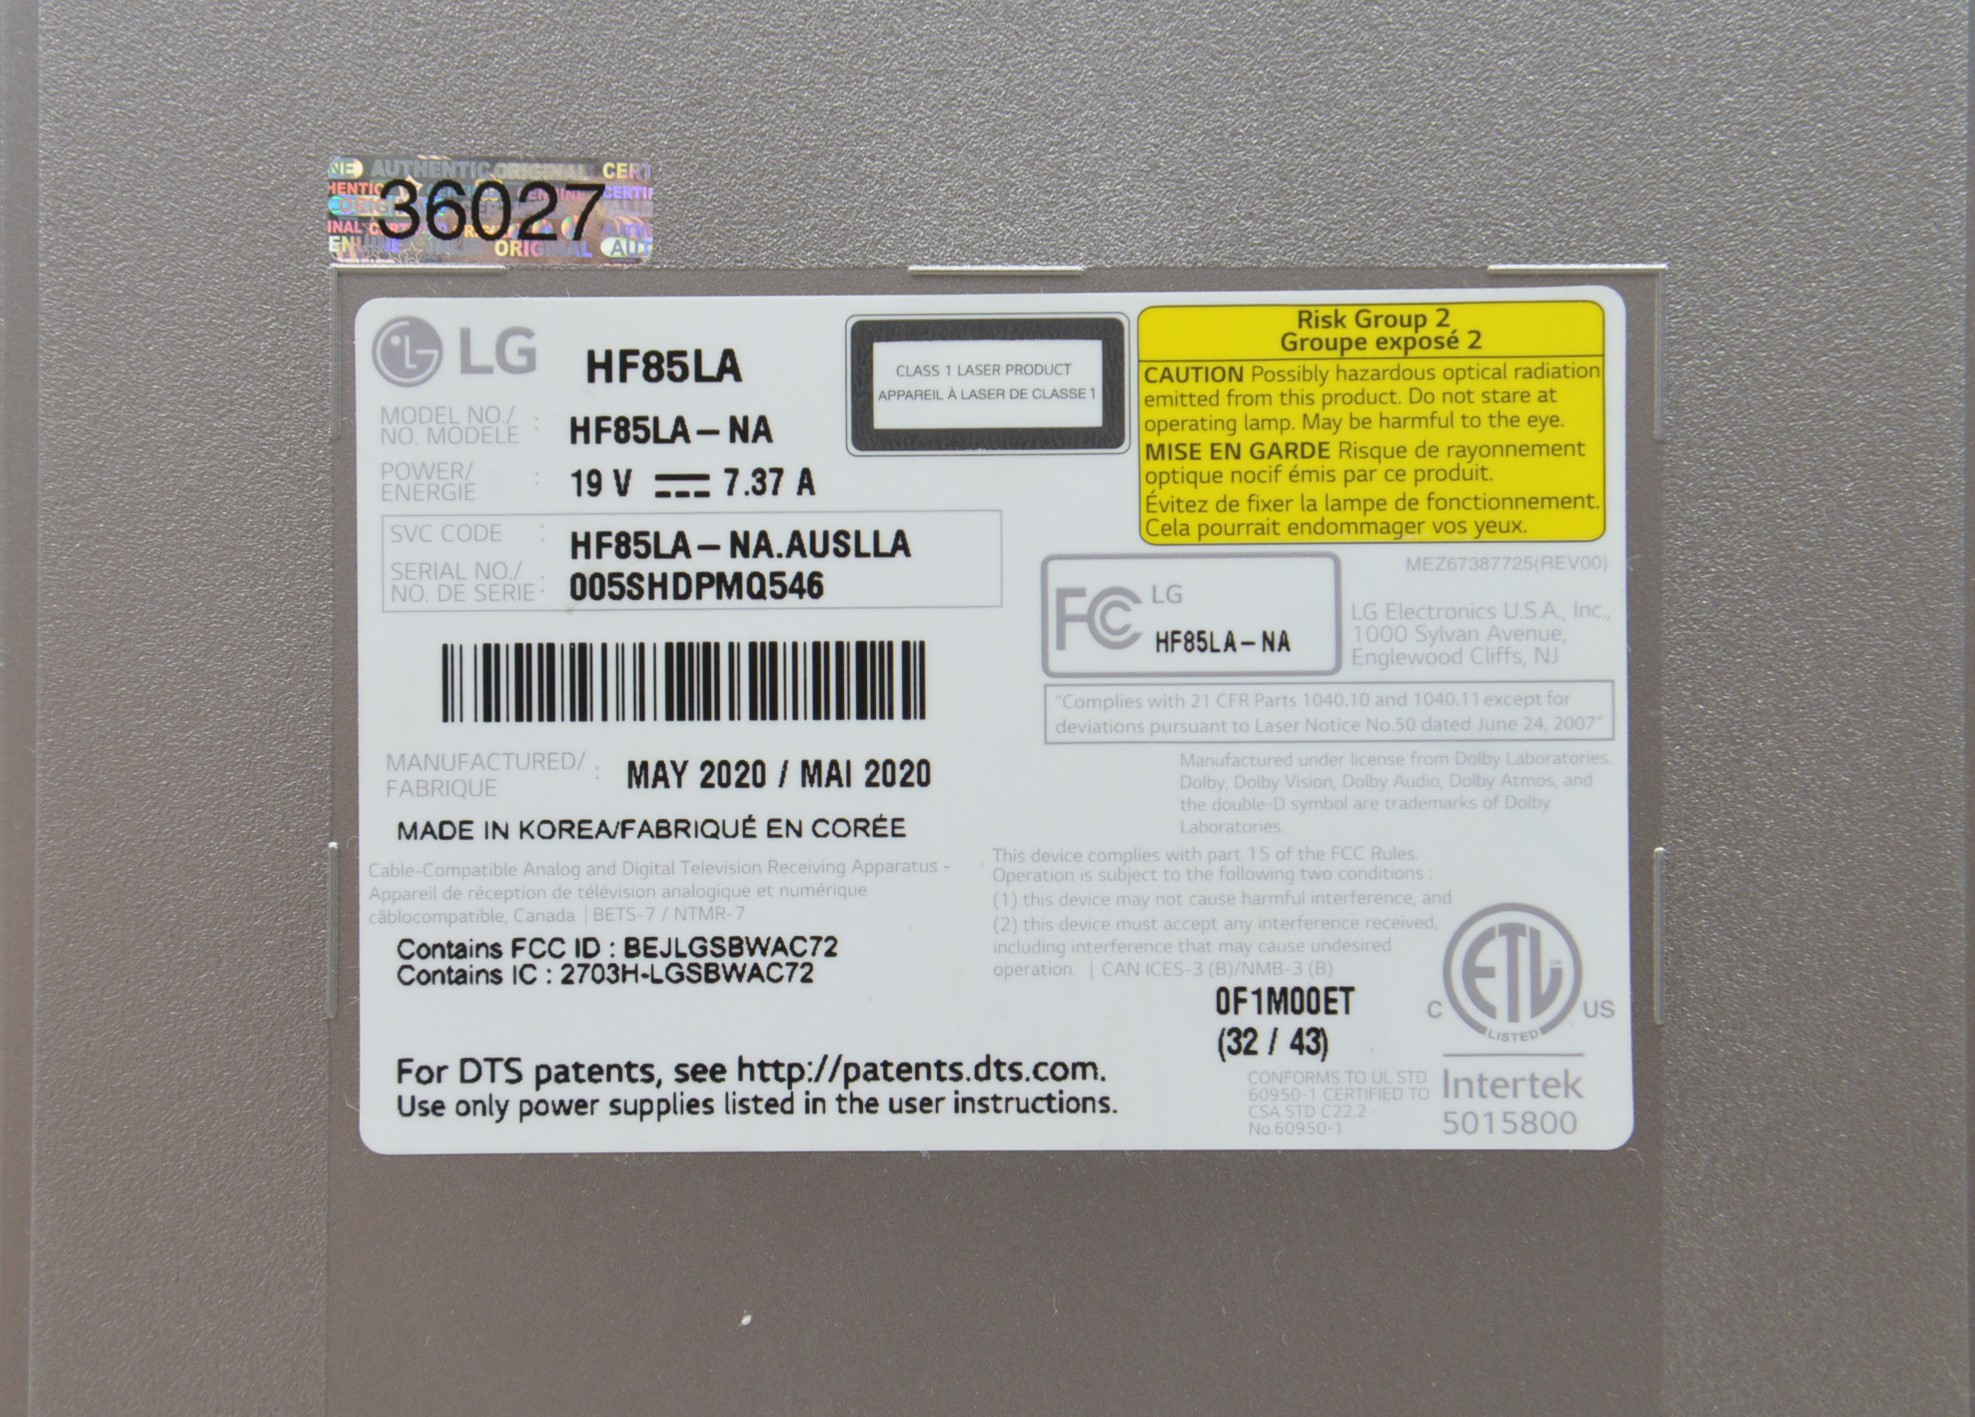 36027
LG
HF85LA
MODEL NO./
NO. MODÈLE : HF85LA-NA
POWER/
ENERGIE : 19 V ⎓ 7.37 A
SVC CODE : HF85LA-NA.AUSLLA
SERIAL NO./
NO. DE SERIE : 005SHDPMQ546
MANUFACTURED/
FABRIQUE : MAY 2020 / MAI 2020
MADE IN KOREA/FABRIQUÉ EN CORÉE
Cable-Compatible Analog and Digital Television Receiving Apparatus -
Appareil de réception de télévision analogique et numérique
câblocompatible, Canada | BETS-7 / NTMR-7
Contains FCC ID : BEJLGSBWAC72
Contains IC : 2703H-LGSBWAC72
For DTS patents, see http://patents.dts.com.
Use only power supplies listed in the user instructions.
CLASS 1 LASER PRODUCT
APPAREIL À LASER DE CLASSE 1
Risk Group 2
Groupe exposé 2
CAUTION Possibly hazardous optical radiation
emitted from this product. Do not stare at
operating lamp. May be harmful to the eye.
MISE EN GARDE Risque de rayonnement
optique nocif émis par ce produit.
Évitez de fixer la lampe de fonctionnement.
Cela pourrait endommager vos yeux.
MEZ67387725(REV00)
FC LG
HF85LA-NA
LG Electronics U.S.A., Inc.,
1000 Sylvan Avenue,
Englewood Cliffs, NJ
"Complies with 21 CFR Parts 1040.10 and 1040.11 except for
deviations pursuant to Laser Notice No.50 dated June 24, 2007"
Manufactured under license from Dolby Laboratories.
Dolby, Dolby Vision, Dolby Audio, Dolby Atmos, and
the double-D symbol are trademarks of Dolby
Laboratories.
This device complies with part 15 of the FCC Rules.
Operation is subject to the following two conditions :
(1) this device may not cause harmful interference, and
(2) this device must accept any interference received,
including interference that may cause undesired
operation. | CAN ICES-3 (B)/NMB-3 (B)
0F1M00ET
(32 / 43)
CONFORMS TO UL STD
60950-1 CERTIFIED TO
CSA STD C22.2
No.60950-1
C ETL US
LISTED
Intertek
5015800